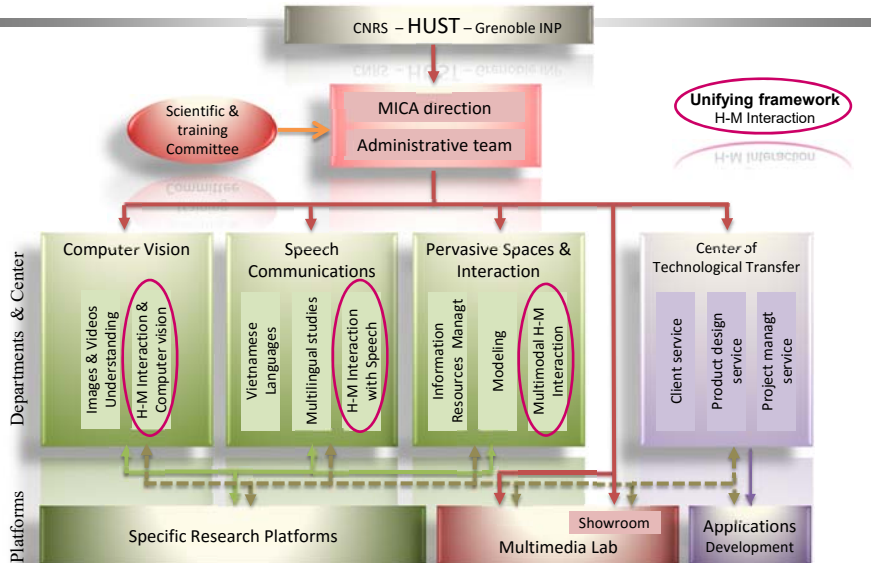 CNRS – HUST – Grenoble INP
MICA direction
Administrative team
Scientific &
training
Committee
Unifying framework
H-M Interaction
Departments & Center
Computer Vision
Images & Videos
Understanding
H-M Interaction &
Computer vision
Speech
Communications
Vietnamese
Languages
Multilingual studies
H-M Interaction
with Speech
Pervasive Spaces &
Interaction
Information
Resources Managt
Modeling
Multimodal H-M
Interaction
Center of
Technological Transfer
Client service
Product design
service
Project managt
service
Platforms
Specific Research Platforms
Showroom
Multimedia Lab
Applications
Development